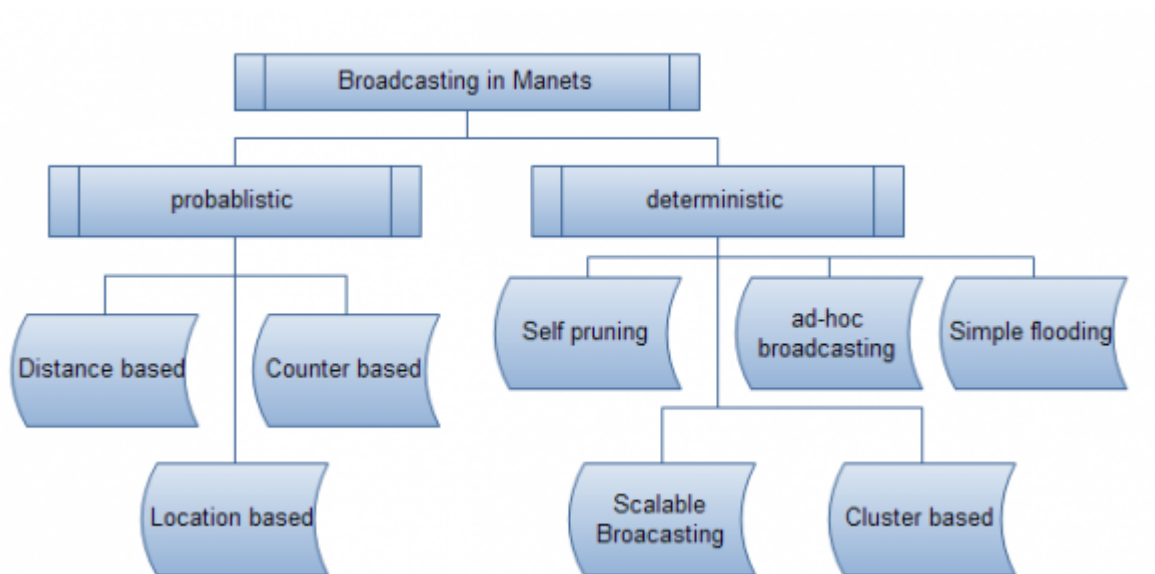 Broadcasting in Manets
probablistic
deterministic
Self pruning
ad-hoc
broadcasting
Simple flooding
Distance based
Counter based
Location based
Scalable
Broacasting
Cluster based